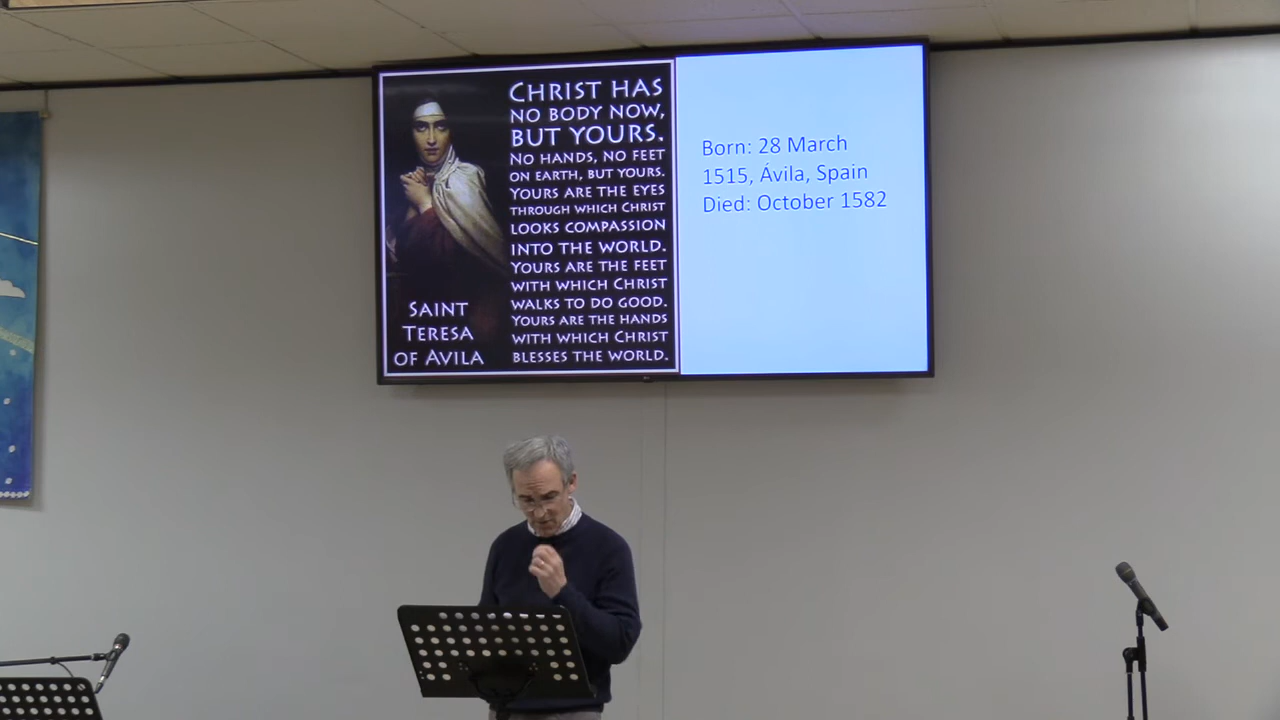 CHRIST HAS
NO BODY NOW,
BUT YOURS.
NO HANDS, NO FEET
ON EARTH, BUT YOURS.
YOURS ARE THE EYES
THROUGH WHICH CHRIST
LOOKS COMPASSION
INTO THE WORLD.
YOURS ARE THE FEET
WITH WHICH CHRIST
WALKS TO DO GOOD.
YOURS ARE THE HANDS
WITH WHICH CHRIST
BLESSES THE WORLD.
SAINT
TERESA
OF AVILA
Born: 28 March
1515, Ávila, Spain
Died: October 1582